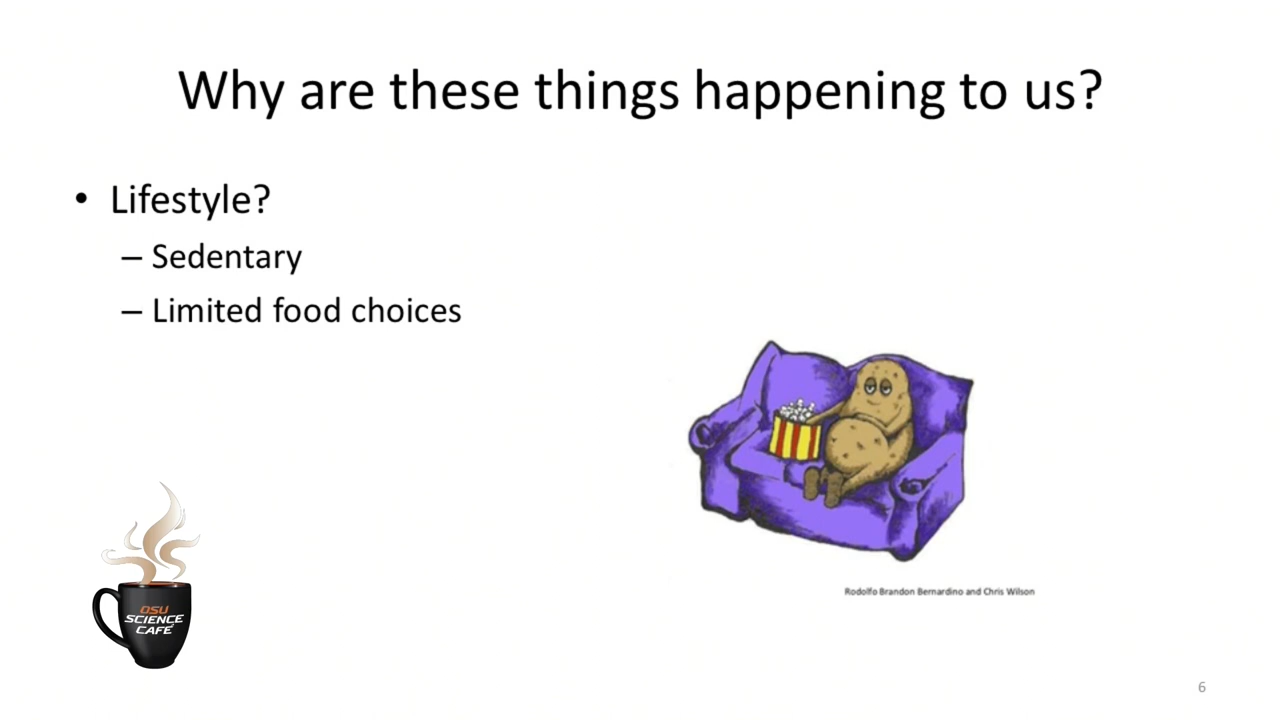 Why are these things happening to us?
• Lifestyle?
– Sedentary
– Limited food choices
Rodolfo Brandon Bernardino and Chris Wilson
OSU
SCIENCE
CAFÉ
6